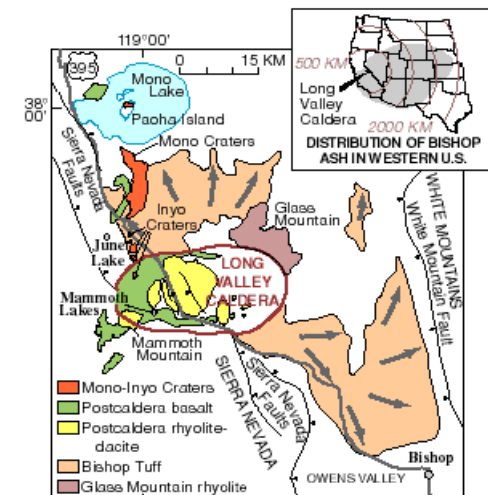 119°00'
0 15 KM
395
38°
00'
Mono
Lake
Paoha Island
Mono Craters
Sierra Nevada
Faults
Inyo
Craters
June
Lake
Glass
Mountain
LONG
VALLEY
CALDERA
Mammoth
Lakes
Mammoth
Mountain
SIERRA NEVADA
Sierra Nevada
Faults
WHITE MOUNTAINS
White Mountain Fault
Bishop
OWENS VALLEY
500 KM
Long
Valley
Caldera
2000 KM
DISTRIBUTION OF BISHOP
ASH IN WESTERN U.S.
Mono-Inyo Craters
Postcaldera basalt
Postcaldera rhyolite-
dacite
Bishop Tuff
Glass Mountain rhyolite